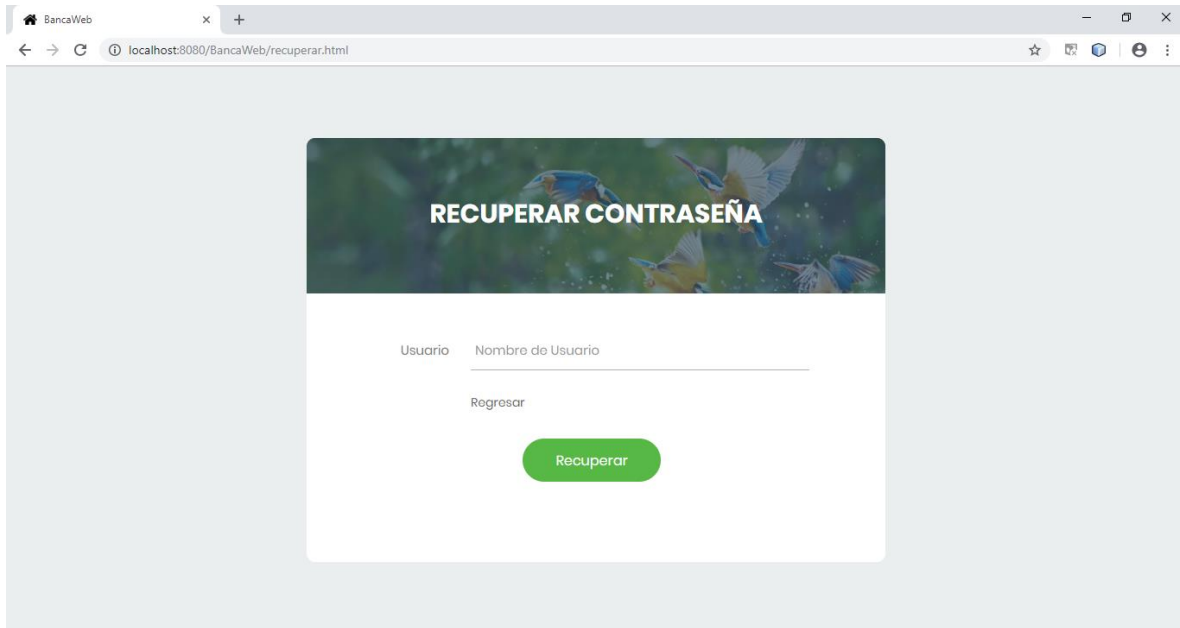 BancaWeb
localhost:8080/BancaWeb/recuperar.html
RECUPERAR CONTRASEÑA
Usuario Nombre de Usuario
Regresar
Recuperar